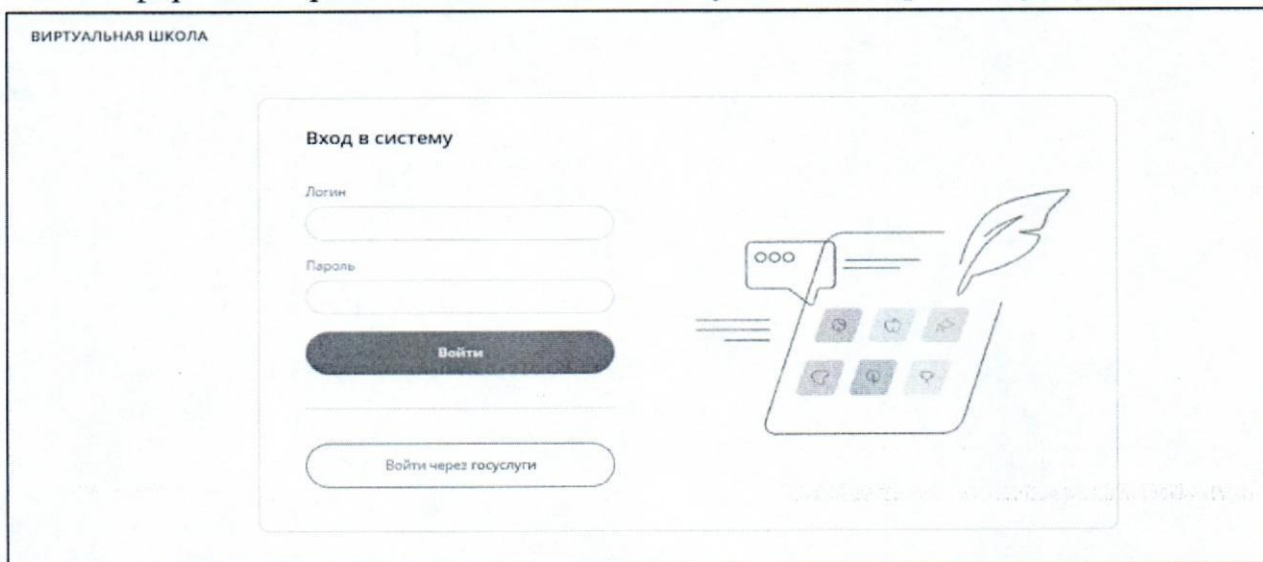 ВИРТУАЛЬНАЯ ШКОЛА
Вход в систему
Логин
Пароль
Войти
Войти через госуслуги